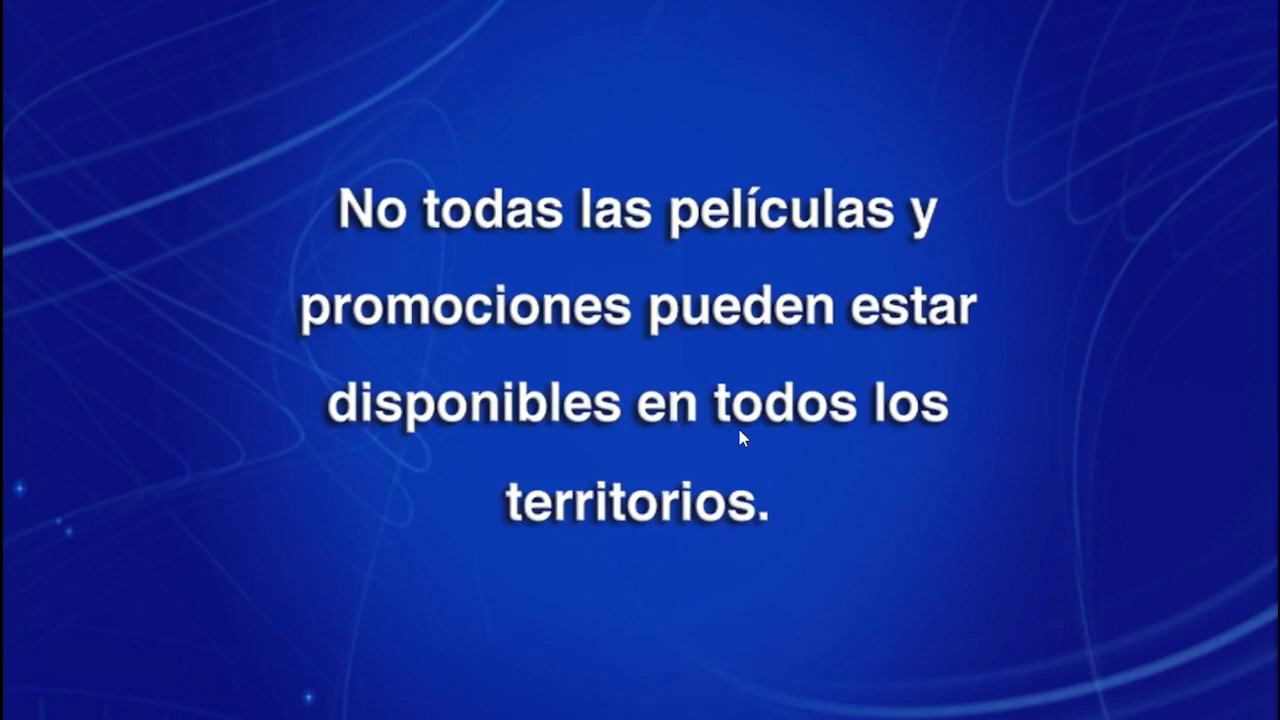 No todas las películas y
promociones pueden estar
disponibles en todos los
territorios.